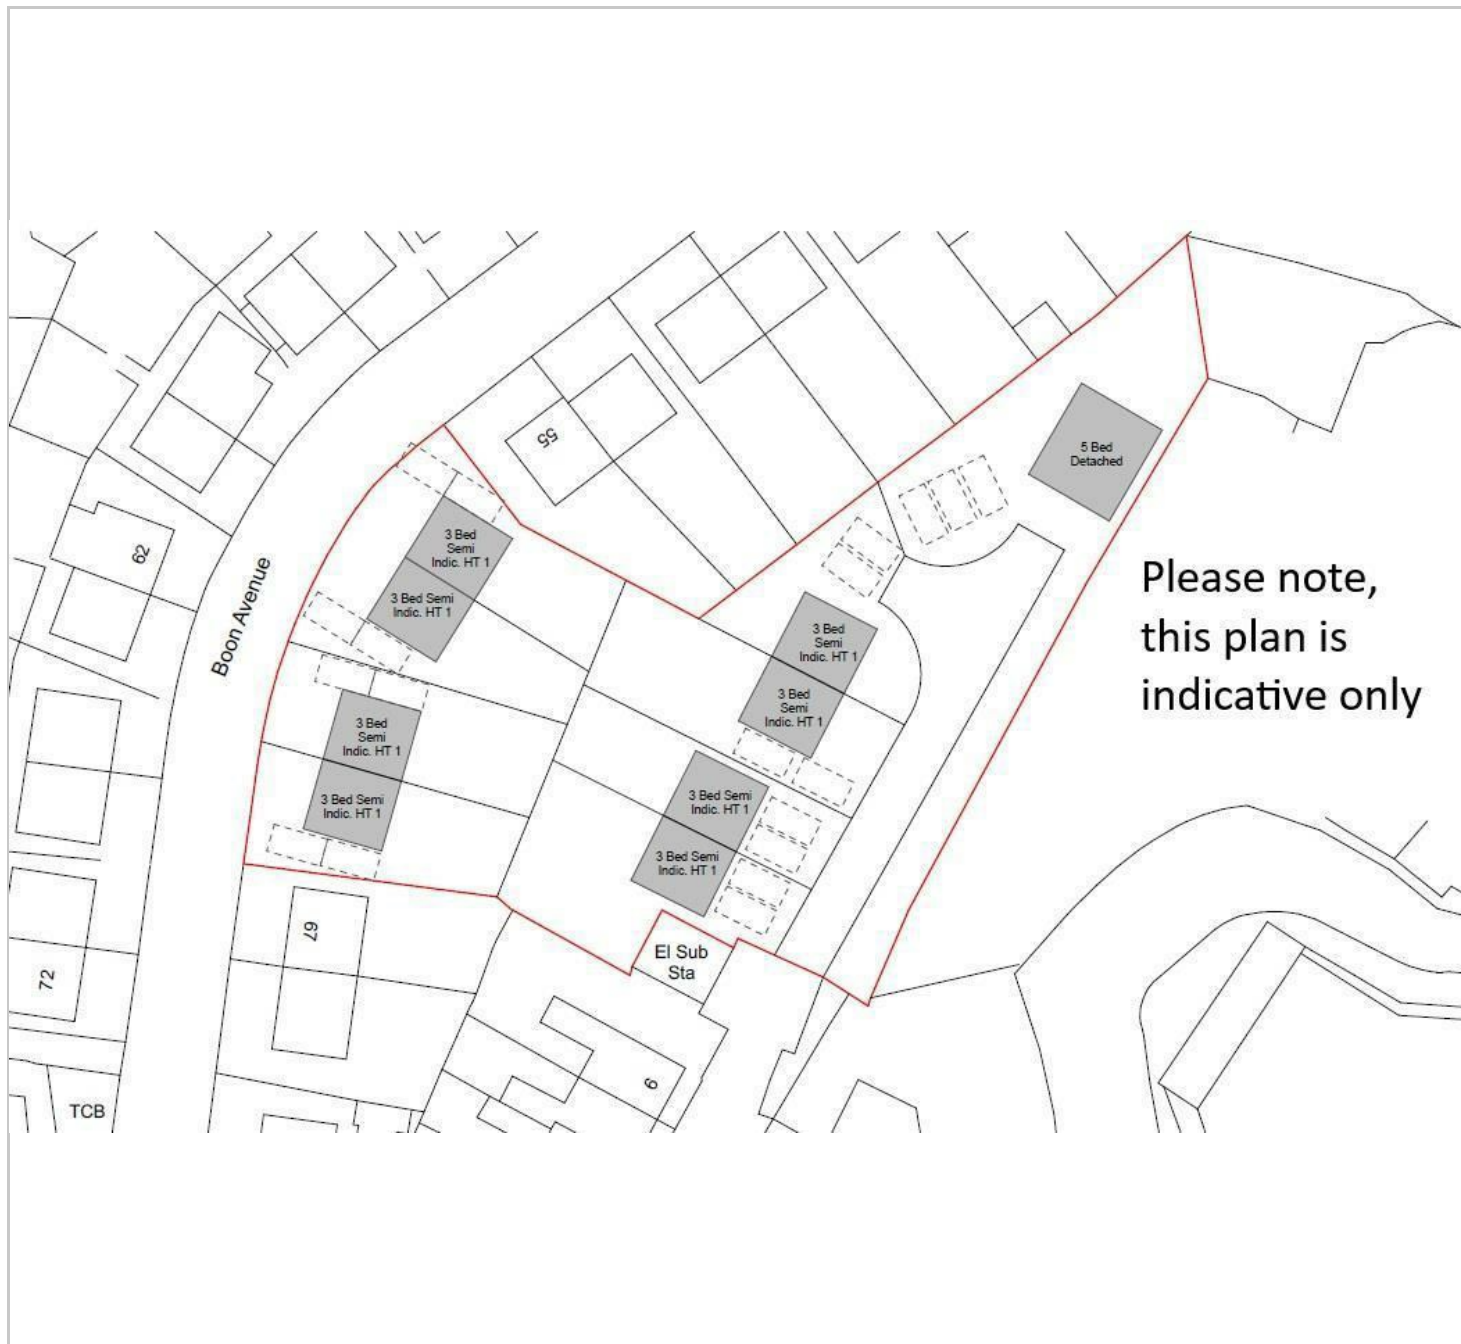 55
5 Bed
Detached
3 Bed
Semi
Indic. HT 1
3 Bed Semi
Indic. HT 1
62
Boon Avenue
Please note,
this plan is
indicative only
3 Bed
Semi
Indic. HT 1
3 Bed
Semi
Indic. HT 1
3 Bed
Semi
Indic. HT 1
3 Bed Semi
Indic. HT 1
3 Bed Semi
Indic. HT 1
3 Bed Semi
Indic. HT 1
67
El Sub
Sta
72
TCB